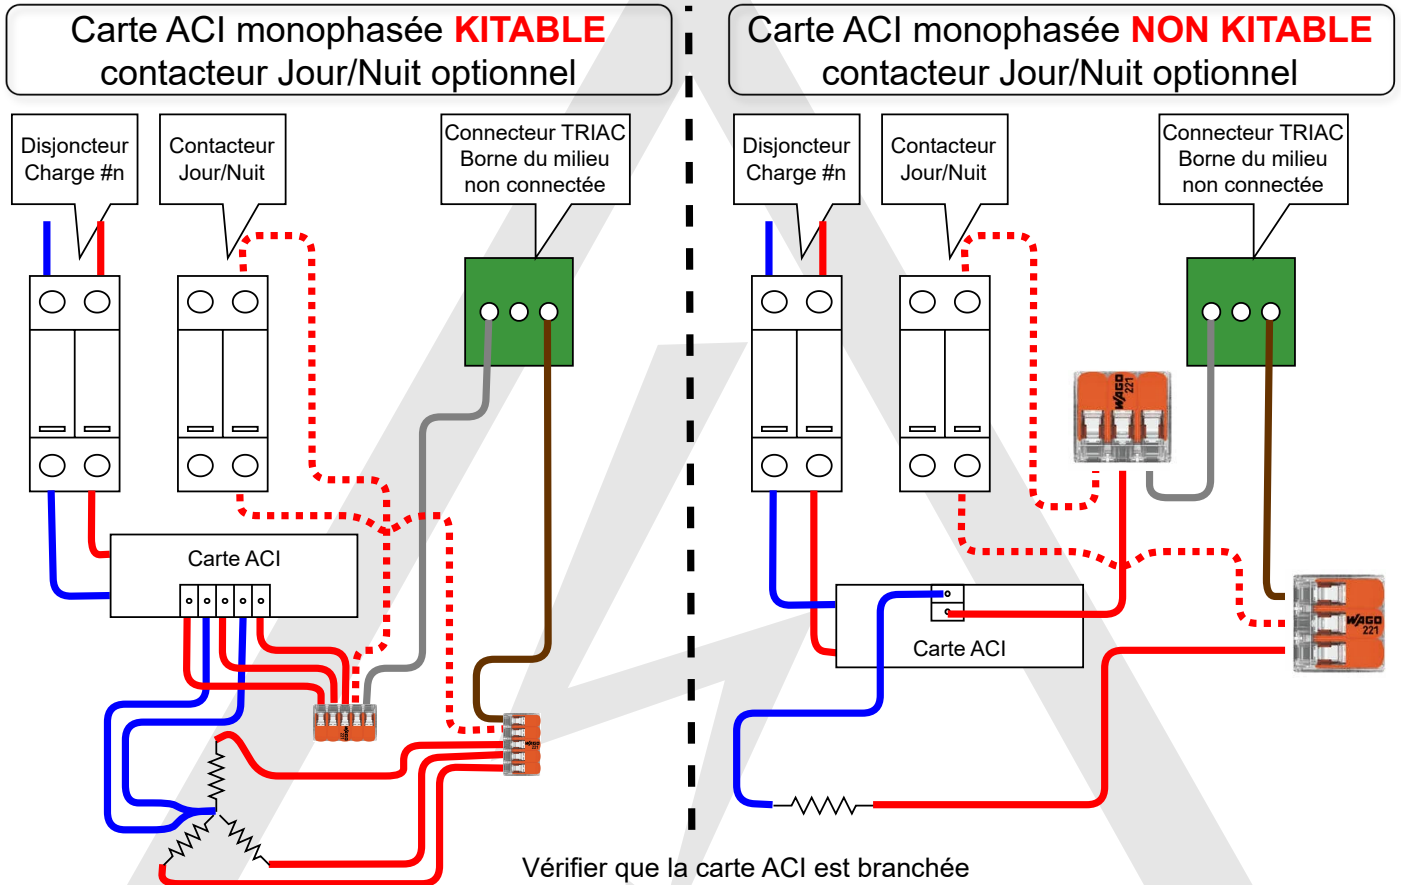 Carte ACI monophasée KITABLE
contacteur Jour/Nuit optionnel
Disjoncteur
Charge #n
Contacteur
Jour/Nuit
Connecteur TRIAC
Borne du milieu
non connectée
Carte ACI
Carte ACI monophasée NON KITABLE
contacteur Jour/Nuit optionnel
Disjoncteur
Charge #n
Contacteur
Jour/Nuit
Connecteur TRIAC
Borne du milieu
non connectée
WAGO
221
WAGO
221
Carte ACI
Vérifier que la carte ACI est branchée